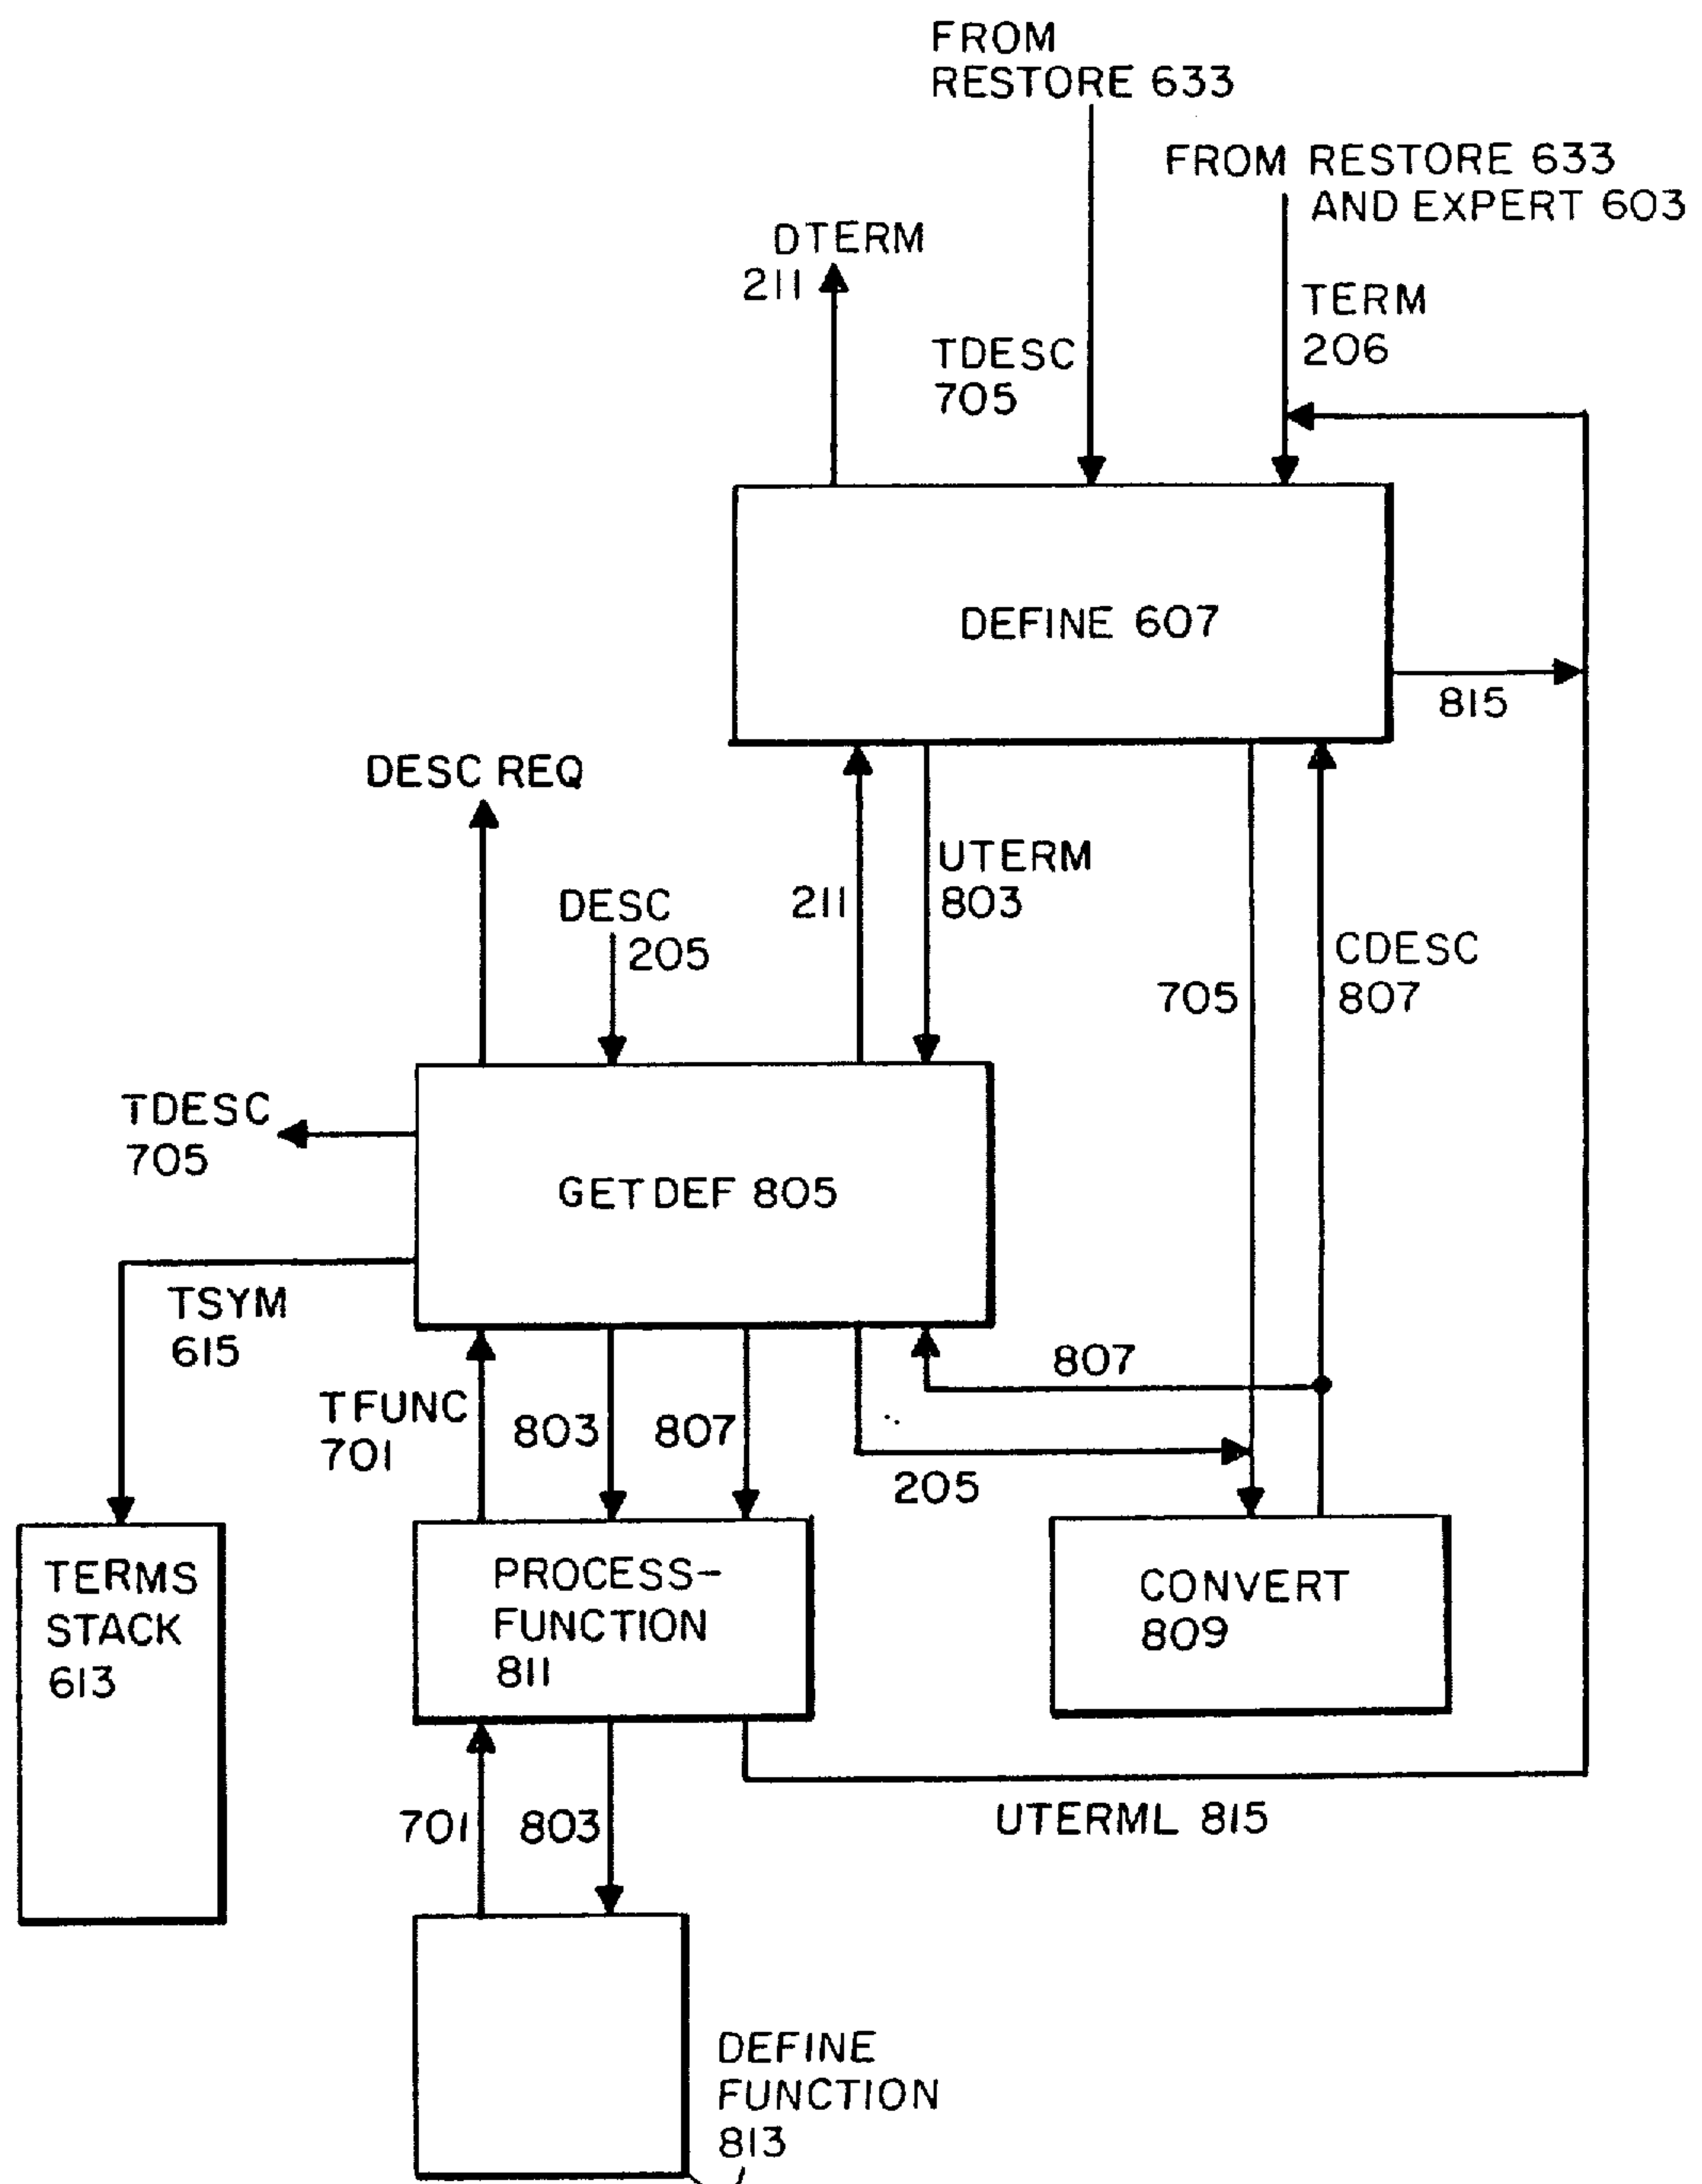 FROM
RESTORE 633
FROM RESTORE 633
AND EXPERT 603
DTERM
211
TERM
206
TDESC
705
DEFINE 607
815
DESC REQ
UTERM
803
211
DESC
205
CDESC
807
705
TDESC
705
GETDEF 805
TSYM
615
807
TFUNC
701
803
807
205
TERMS
STACK
613
PROCESS-
FUNCTION
811
CONVERT
809
701
803
UTERML 815
DEFINE
FUNCTION
813